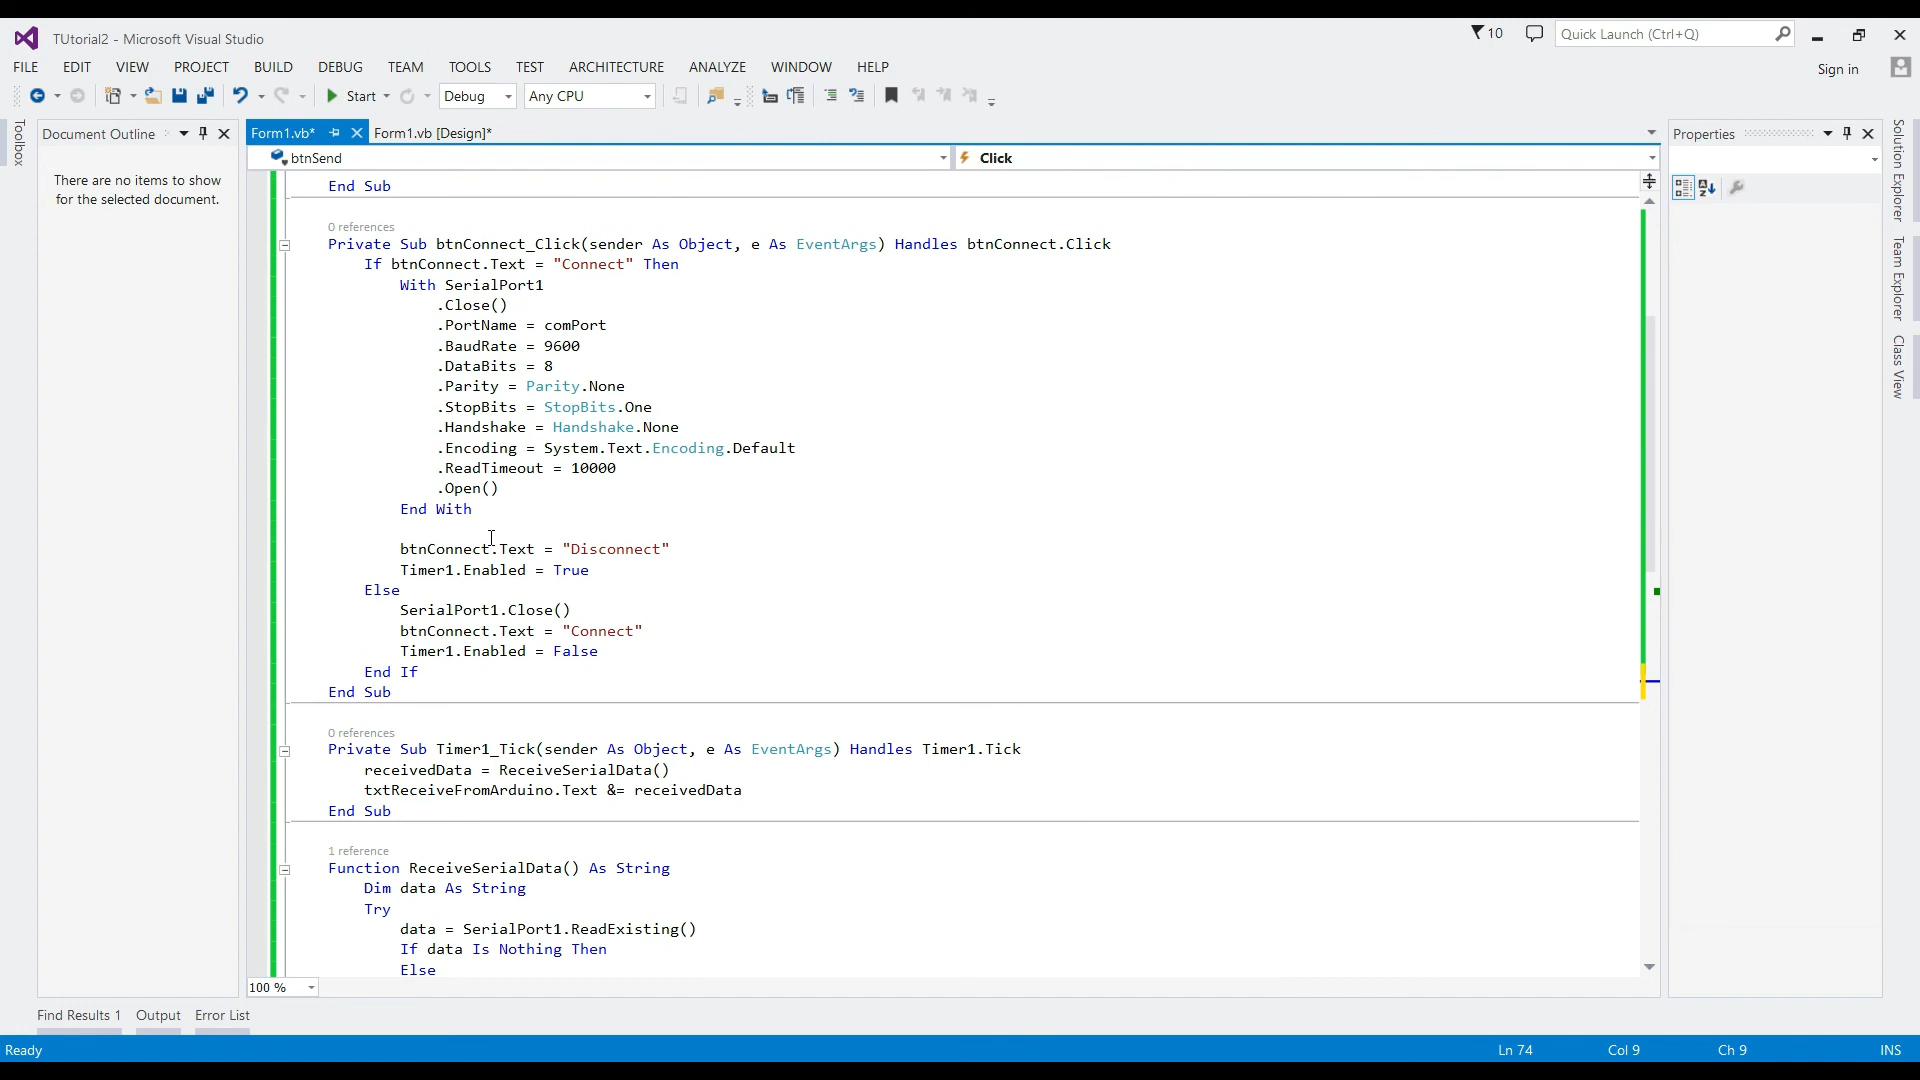 TUtorial2 - Microsoft Visual Studio
10
Quick Launch (Ctrl+Q)
FILE EDIT VIEW PROJECT BUILD DEBUG TEAM TOOLS TEST ARCHITECTURE ANALYZE WINDOW HELP
Sign in
Start Debug Any CPU
Toolbox
Document Outline
There are no items to show
for the selected document.
Form1.vb* Form1.vb [Design]*
btnSend Click
End Sub
0 references
Private Sub btnConnect_Click(sender As Object, e As EventArgs) Handles btnConnect.Click
If btnConnect.Text = "Connect" Then
With SerialPort1
.Close()
.PortName = comPort
.BaudRate = 9600
.DataBits = 8
.Parity = Parity.None
.StopBits = StopBits.One
.Handshake = Handshake.None
.Encoding = System.Text.Encoding.Default
.ReadTimeout = 10000
.Open()
End With
btnConnect.Text = "Disconnect"
Timer1.Enabled = True
Else
SerialPort1.Close()
btnConnect.Text = "Connect"
Timer1.Enabled = False
End If
End Sub
0 references
Private Sub Timer1_Tick(sender As Object, e As EventArgs) Handles Timer1.Tick
receivedData = ReceiveSerialData()
txtReceiveFromArduino.Text &= receivedData
End Sub
1 reference
Function ReceiveSerialData() As String
Dim data As String
Try
data = SerialPort1.ReadExisting()
If data Is Nothing Then
Else
100 %
Properties
Solution Explorer
Team Explorer
Class View
Find Results 1 Output Error List
Ready Ln 74 Col 9 Ch 9 INS